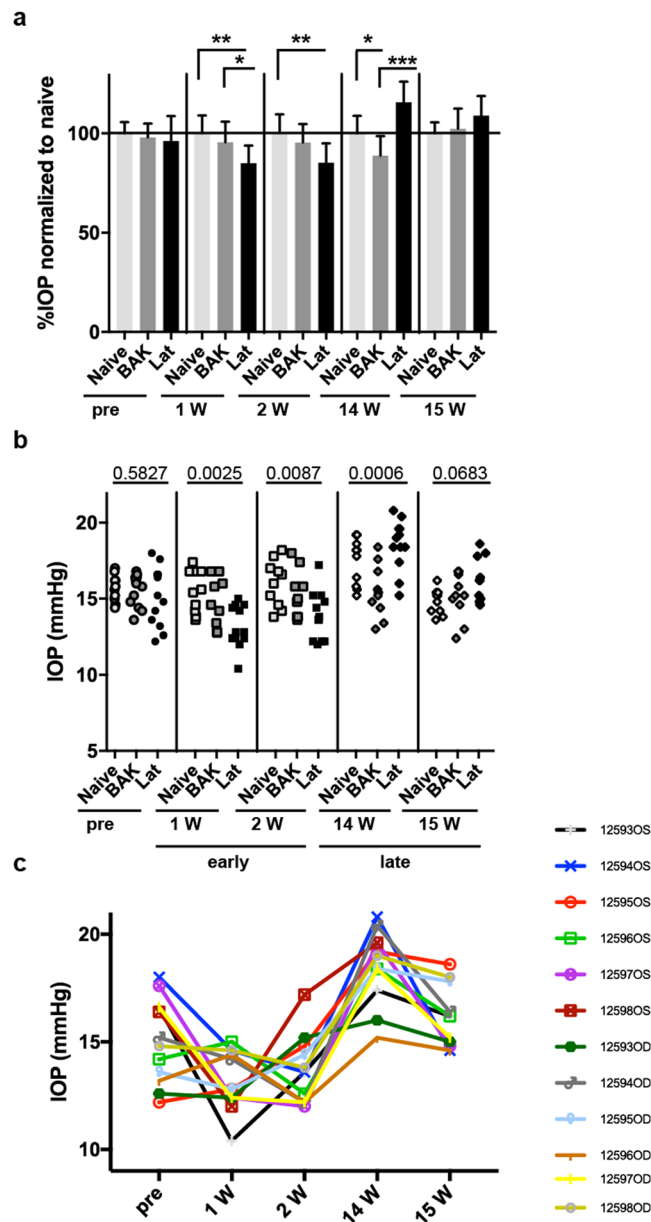 a
** ** *
* ***
%IOP normalized to naive
100
50
0
Naive BAK Lat Naive BAK Lat Naive BAK Lat Naive BAK Lat Naive BAK Lat
pre 1 W 2 W 14 W 15 W
b
0.5827 0.0025 0.0087 0.0006 0.0683
IOP (mmHg)
20
15
10
5
Naive BAK Lat Naive BAK Lat Naive BAK Lat Naive BAK Lat Naive BAK Lat
pre 1 W 2 W 14 W 15 W
early late
c
IOP (mmHg)
20
15
10
pre 1 W 2 W 14 W 15 W
12593OS
12594OS
12595OS
12596OS
12597OS
12598OS
12593OD
12594OD
12595OD
12596OD
12597OD
12598OD